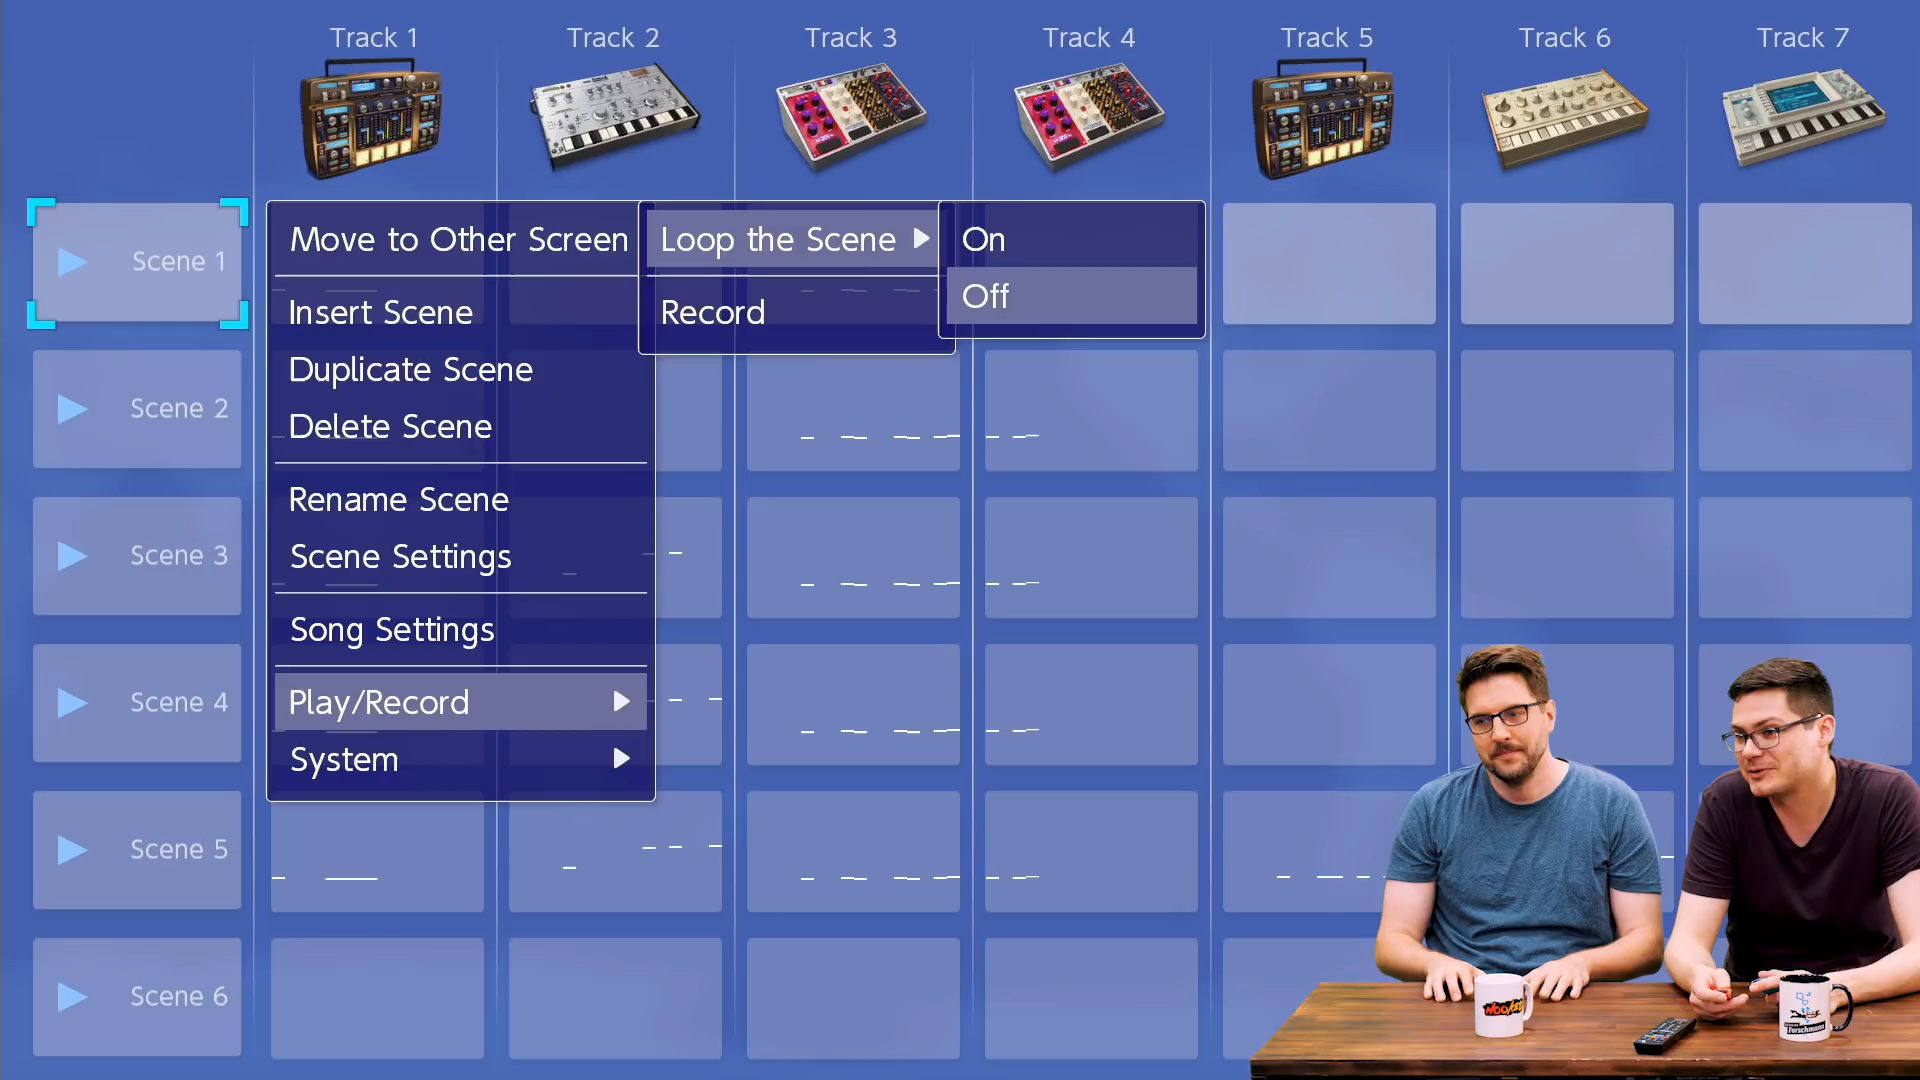 Track 1
Track 2
Track 3
Track 4
Track 5
Track 6
Track 7
Scene 1
Scene 2
Scene 3
Scene 4
Scene 5
Scene 6
Move to Other Screen
Insert Scene
Duplicate Scene
Delete Scene
Rename Scene
Scene Settings
Song Settings
Play/Record
System
Loop the Scene
Record
On
Off
Forschmann